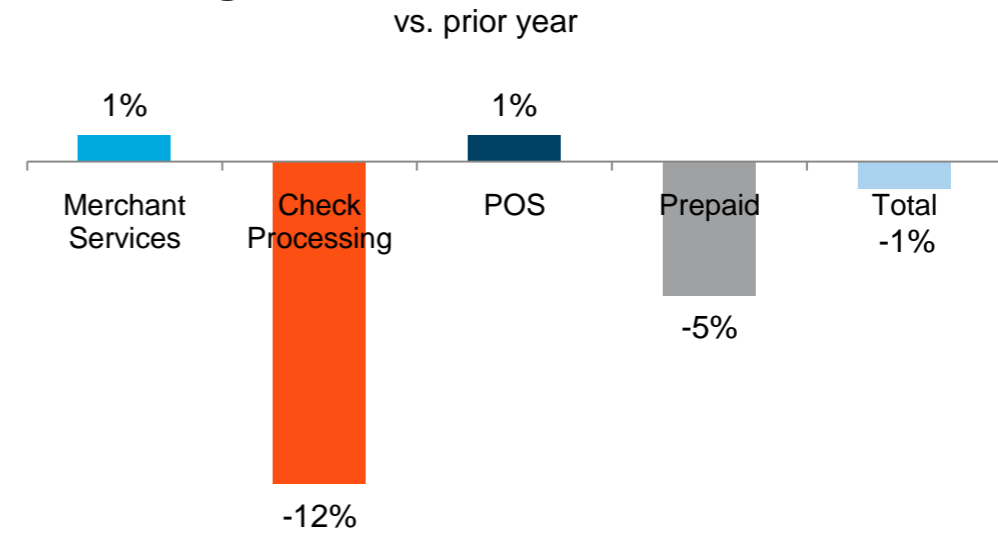 vs. prior year
1%
1%
Merchant
Services
Check
Processing
POS
Prepaid
Total
-1%
-5%
-12%